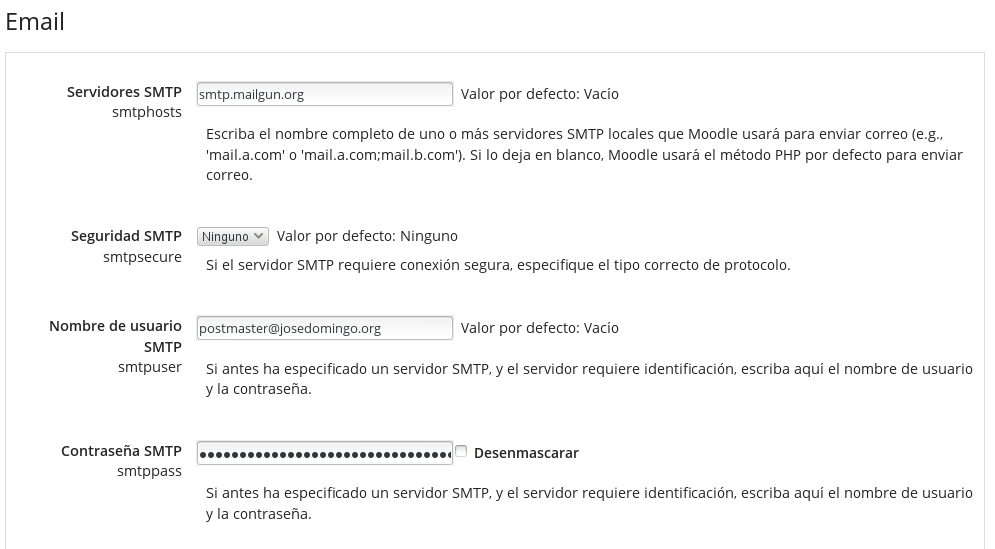 Email
Servidores SMTP
smtphosts
smtp.mailgun.org
Valor por defecto: Vacío
Escriba el nombre completo de uno o más servidores SMTP locales que Moodle usará para enviar correo (e.g.,
'mail.a.com' o 'mail.a.com;mail.b.com'). Si lo deja en blanco, Moodle usará el método PHP por defecto para enviar
correo.
Seguridad SMTP
smtpsecure
Ninguno
Valor por defecto: Ninguno
Si el servidor SMTP requiere conexión segura, especifique el tipo correcto de protocolo.
Nombre de usuario
SMTP
smtpuser
postmaster@josedomingo.org
Valor por defecto: Vacío
Si antes ha especificado un servidor SMTP, y el servidor requiere identificación, escriba aquí el nombre de usuario
y la contraseña.
Contraseña SMTP
smtppass
Desenmascarar
Si antes ha especificado un servidor SMTP, y el servidor requiere identificación, escriba aquí el nombre de usuario
y la contraseña.